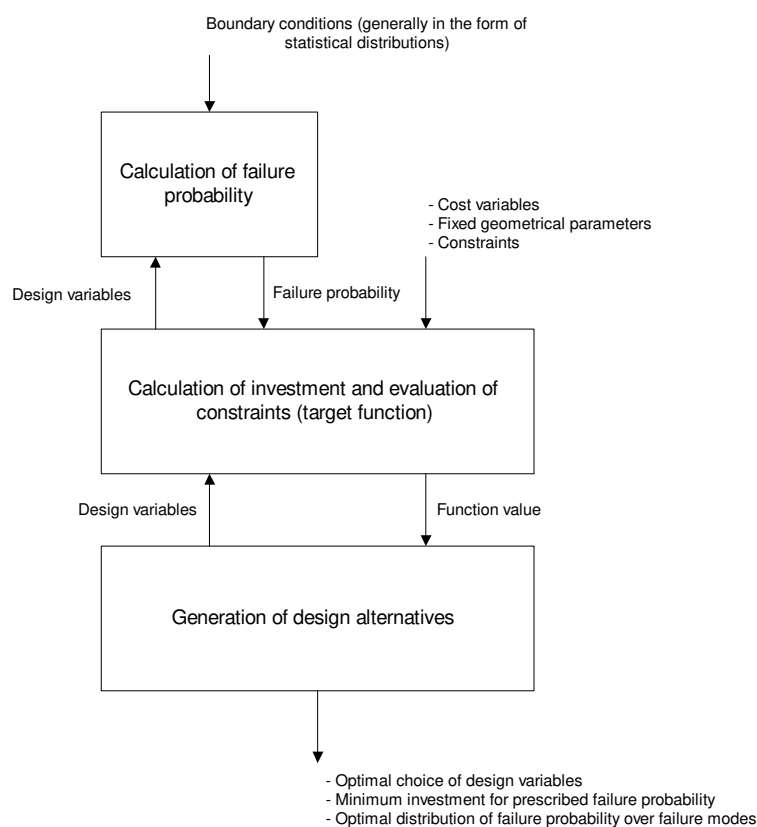 Boundary conditions (generally in the form of
statistical distributions)
Calculation of failure
probability
- Cost variables
- Fixed geometrical parameters
- Constraints
Design variables
Failure probability
Calculation of investment and evaluation of
constraints (target function)
Design variables
Function value
Generation of design alternatives
- Optimal choice of design variables
- Minimum investment for prescribed failure probability
- Optimal distribution of failure probability over failure modes